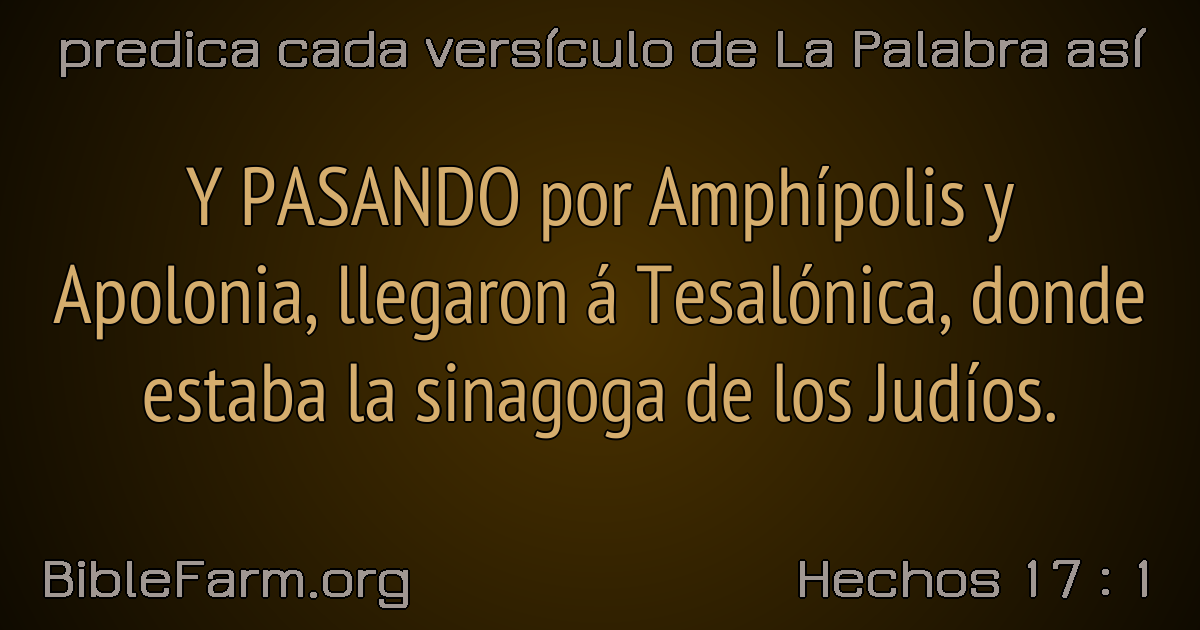 predica cada versículo de La Palabra así
Y PASANDO por Amphípolis y
Apolonia, llegaron á Tesalónica, donde
estaba la sinagoga de los Judíos.
BibleFarm.org
Hechos 17 : 1